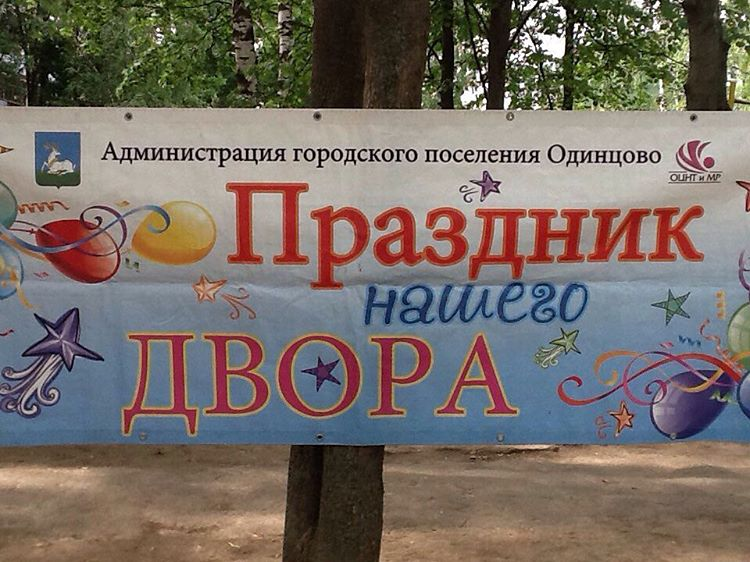 Администрация городского поселения Одинцово
ОЦНТ и МР
Праздник
нашего
ДВОРА